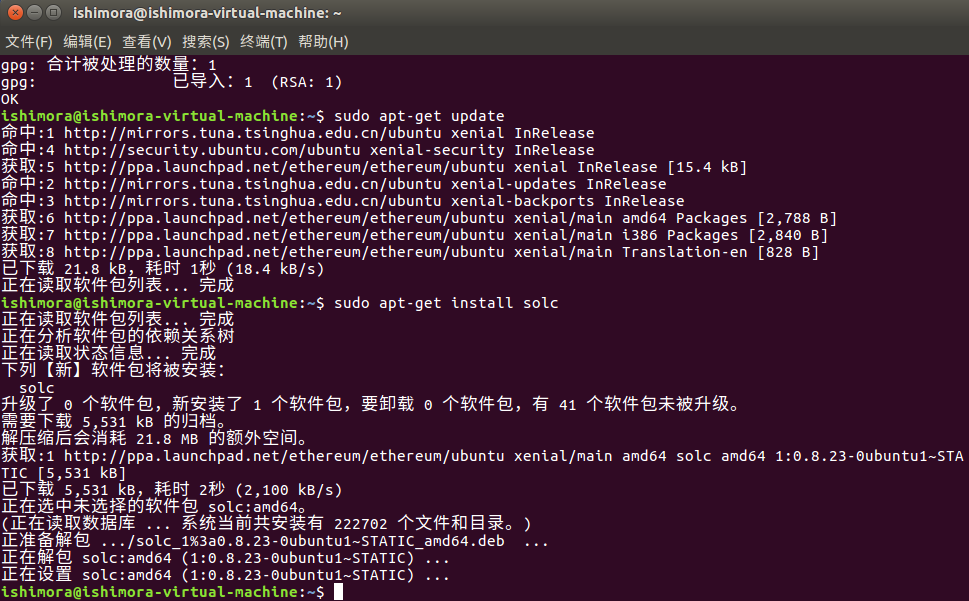 ishimora@ishimora-virtual-machine: ~
文件(F) 编辑(E) 查看(V) 搜索(S) 终端(T) 帮助(H)
gpg: 合计被处理的数量：1
gpg:               已导入：1  (RSA: 1)
OK
ishimora@ishimora-virtual-machine:~$ sudo apt-get update
命中:1 http://mirrors.tuna.tsinghua.edu.cn/ubuntu xenial InRelease
命中:4 http://security.ubuntu.com/ubuntu xenial-security InRelease
获取:5 http://ppa.launchpad.net/ethereum/ethereum/ubuntu xenial InRelease [15.4 kB]
命中:2 http://mirrors.tuna.tsinghua.edu.cn/ubuntu xenial-updates InRelease
命中:3 http://mirrors.tuna.tsinghua.edu.cn/ubuntu xenial-backports InRelease
获取:6 http://ppa.launchpad.net/ethereum/ethereum/ubuntu xenial/main amd64 Packages [2,788 B]
获取:7 http://ppa.launchpad.net/ethereum/ethereum/ubuntu xenial/main i386 Packages [2,840 B]
获取:8 http://ppa.launchpad.net/ethereum/ethereum/ubuntu xenial/main Translation-en [828 B]
已下载 21.8 kB，耗时 1秒 (18.4 kB/s)
正在读取软件包列表... 完成
ishimora@ishimora-virtual-machine:~$ sudo apt-get install solc
正在读取软件包列表... 完成
正在分析软件包的依赖关系树
正在读取状态信息... 完成
下列【新】软件包将被安装：
  solc
升级了 0 个软件包，新安装了 1 个软件包，要卸载 0 个软件包，有 41 个软件包未被升级。
需要下载 5,531 kB 的归档。
解压缩后会消耗 21.8 MB 的额外空间。
获取:1 http://ppa.launchpad.net/ethereum/ethereum/ubuntu xenial/main amd64 solc amd64 1:0.8.23-0ubuntu1~STA
TIC [5,531 kB]
已下载 5,531 kB，耗时 2秒 (2,100 kB/s)
正在选中未选择的软件包 solc:amd64。
(正在读取数据库 ... 系统当前共安装有 222702 个文件和目录。)
正准备解包 .../solc_1%3a0.8.23-0ubuntu1~STATIC_amd64.deb  ...
正在解包 solc:amd64 (1:0.8.23-0ubuntu1~STATIC) ...
正在设置 solc:amd64 (1:0.8.23-0ubuntu1~STATIC) ...
ishimora@ishimora-virtual-machine:~$